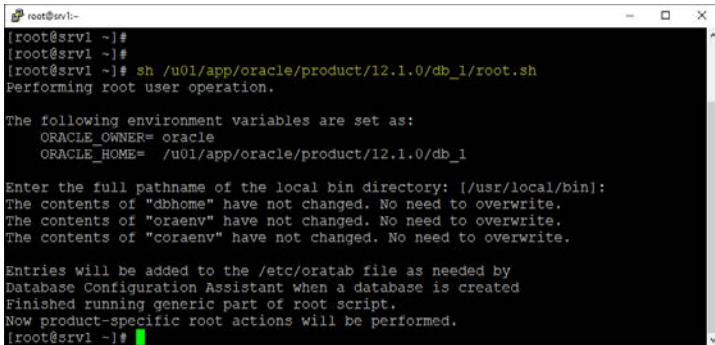 root@srv1:~
[root@srv1 ~]#
[root@srv1 ~]#
[root@srv1 ~]# sh /u01/app/oracle/product/12.1.0/db_1/root.sh
Performing root user operation.
The following environment variables are set as:
ORACLE_OWNER= oracle
ORACLE_HOME=  /u01/app/oracle/product/12.1.0/db_1
Enter the full pathname of the local bin directory: [/usr/local/bin]:
The contents of "dbhome" have not changed. No need to overwrite.
The contents of "oraenv" have not changed. No need to overwrite.
The contents of "coraenv" have not changed. No need to overwrite.
Entries will be added to the /etc/oratab file as needed by
Database Configuration Assistant when a database is created
Finished running generic part of root script.
Now product-specific root actions will be performed.
[root@srv1 ~]#